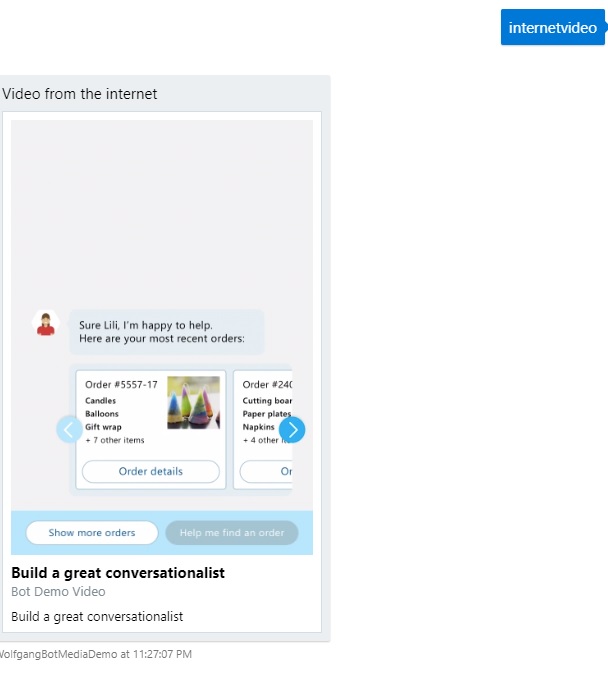 internetvideo
Video from the internet
Sure Lili, I'm happy to help.
Here are your most recent orders:
Order #5557-17
Candles
Balloons
Gift wrap
+ 7 other items
Order details
Order #240
Cutting boar
Paper plates
Napkins
+ 4 other
Or
Show more orders
Help me find an order
Build a great conversationalist
Bot Demo Video
Build a great conversationalist
WolfgangBotMediaDemo at 11:27:07 PM